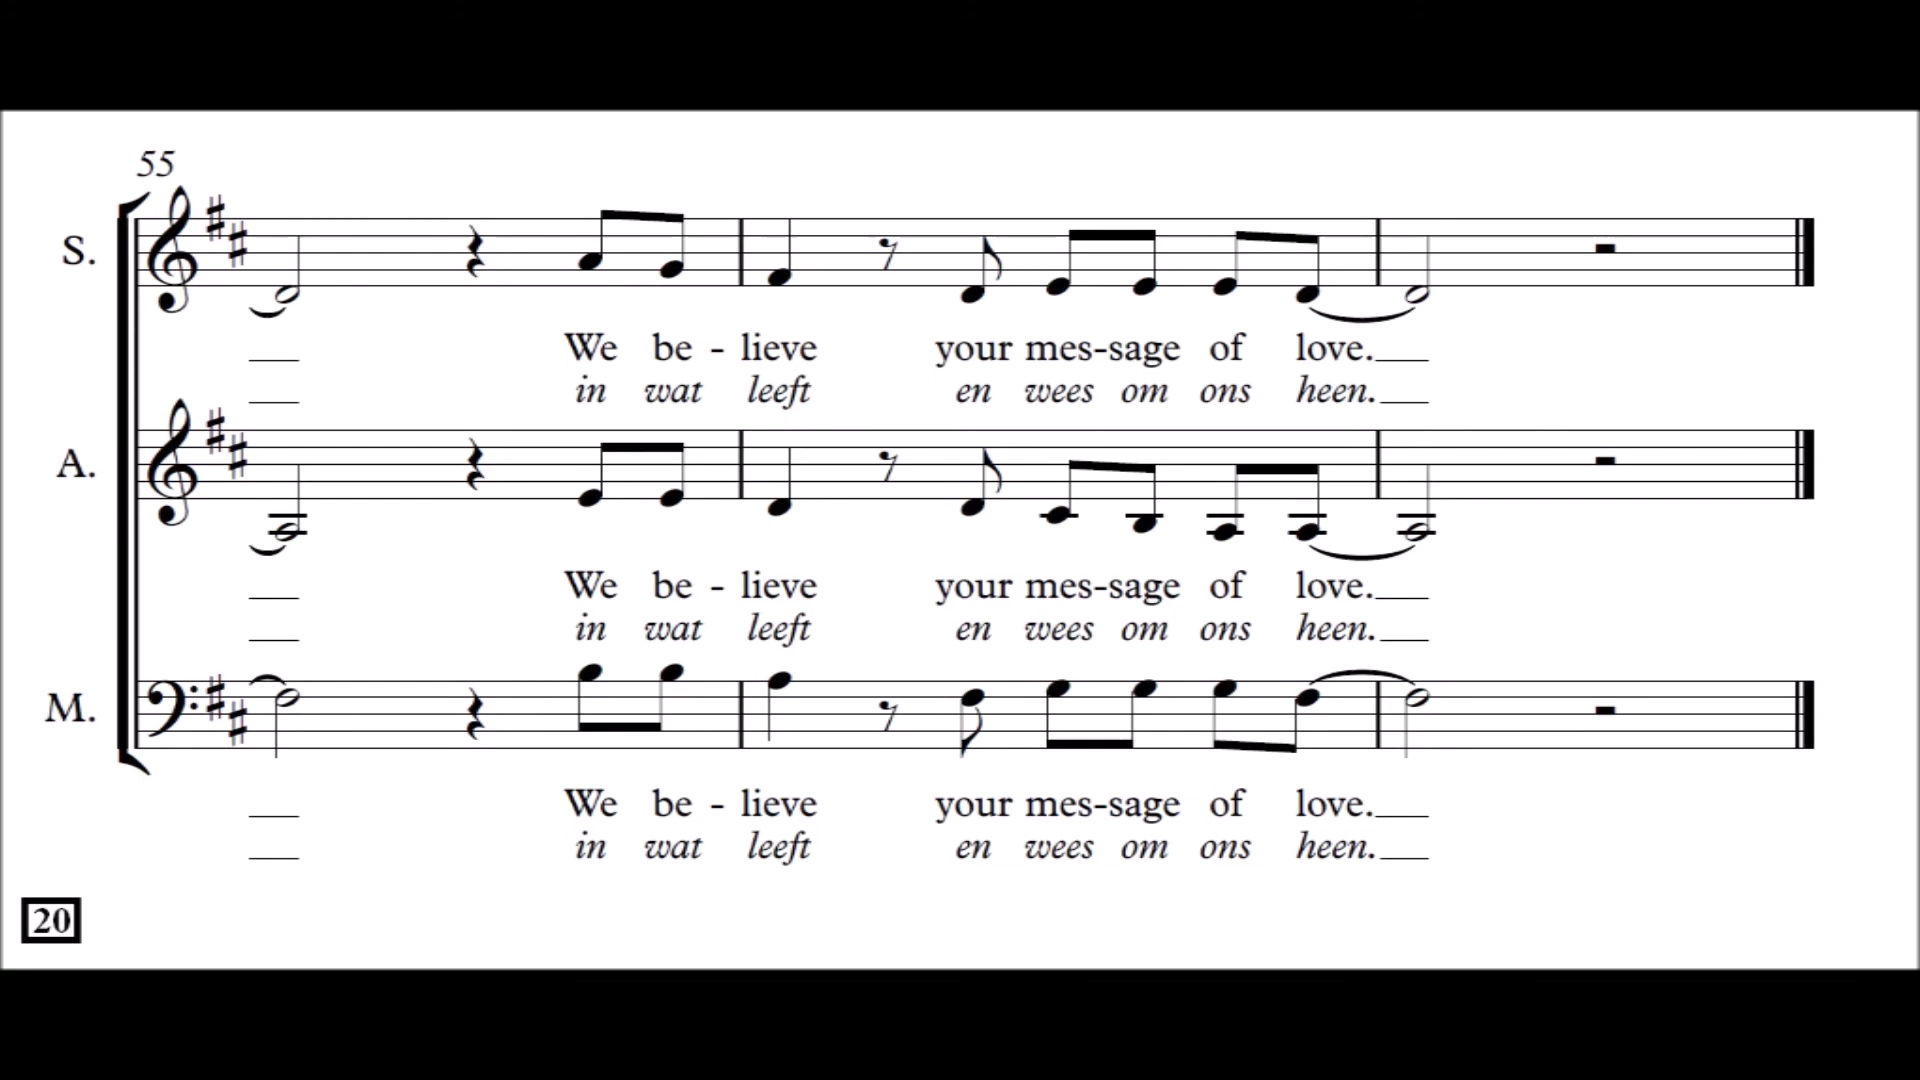 55
S.
We be - lieve your mes-sage of love.
in wat leeft en wees om ons heen.
A.
We be - lieve your mes-sage of love.
in wat leeft en wees om ons heen.
M.
We be - lieve your mes-sage of love.
in wat leeft en wees om ons heen.
20